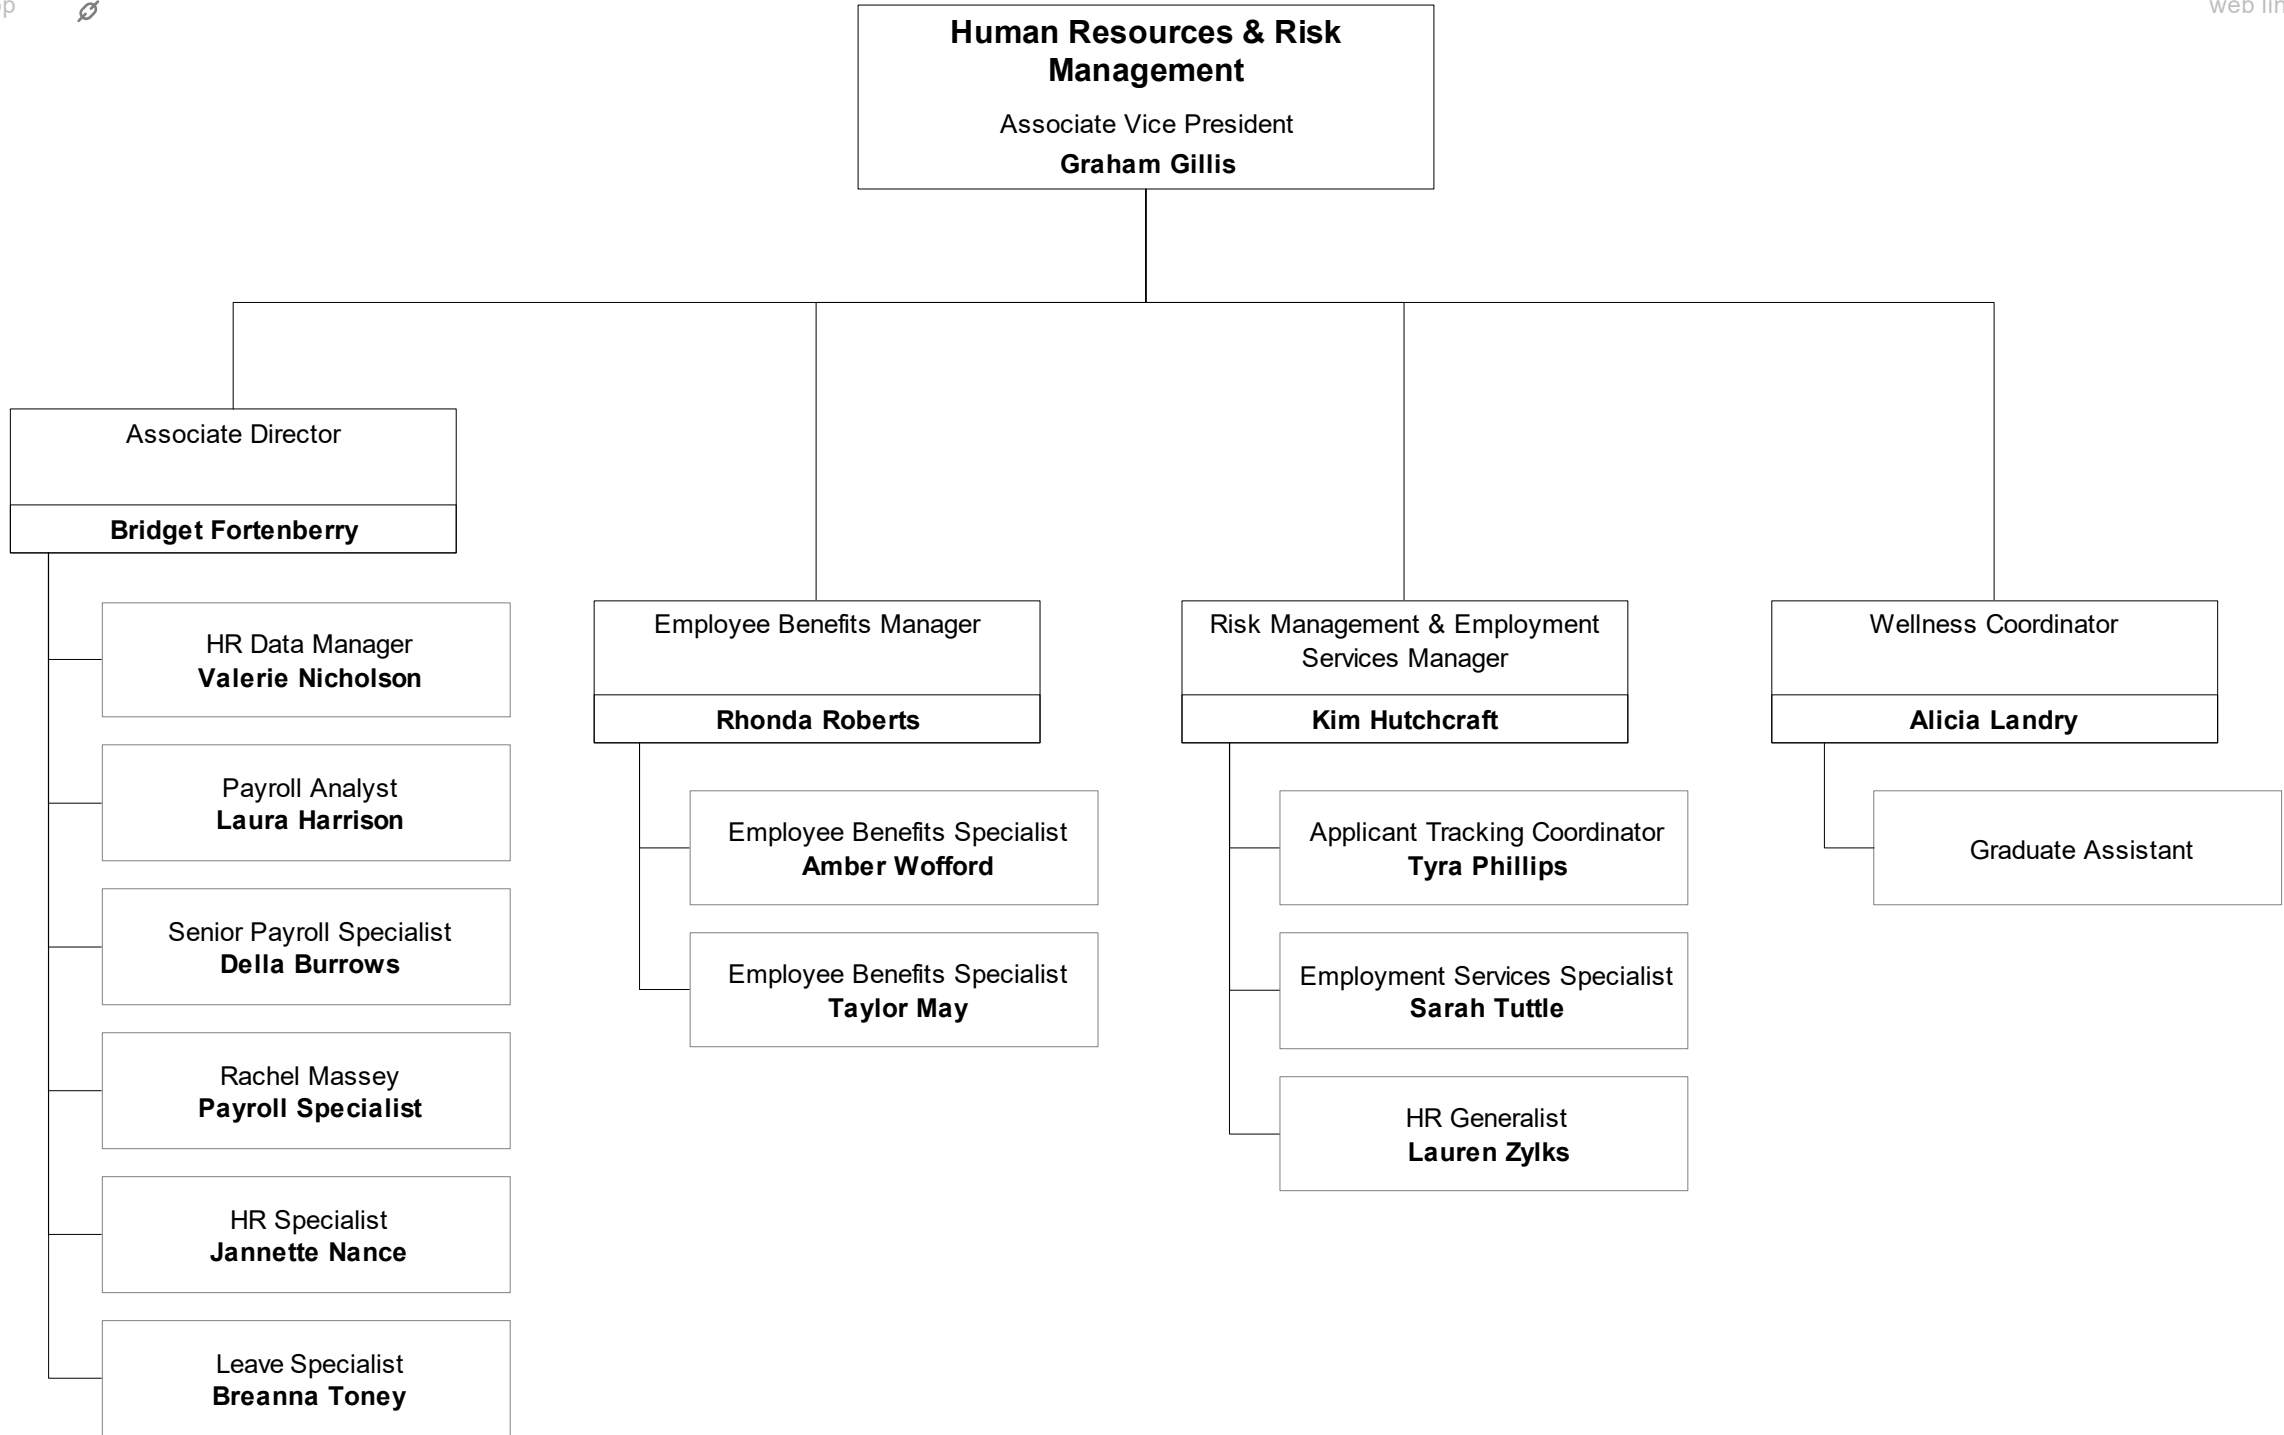 web lin
Human Resources & Risk
Management
Associate Vice President
Graham Gillis
Associate Director
Bridget Fortenberry
HR Data Manager
Valerie Nicholson
Payroll Analyst
Laura Harrison
Senior Payroll Specialist
Della Burrows
Rachel Massey
Payroll Specialist
HR Specialist
Jannette Nance
Leave Specialist
Breanna Toney
Employee Benefits Manager
Rhonda Roberts
Employee Benefits Specialist
Amber Wofford
Employee Benefits Specialist
Taylor May
Risk Management & Employment
Services Manager
Kim Hutchcraft
Applicant Tracking Coordinator
Tyra Phillips
Employment Services Specialist
Sarah Tuttle
HR Generalist
Lauren Zylks
Wellness Coordinator
Alicia Landry
Graduate Assistant